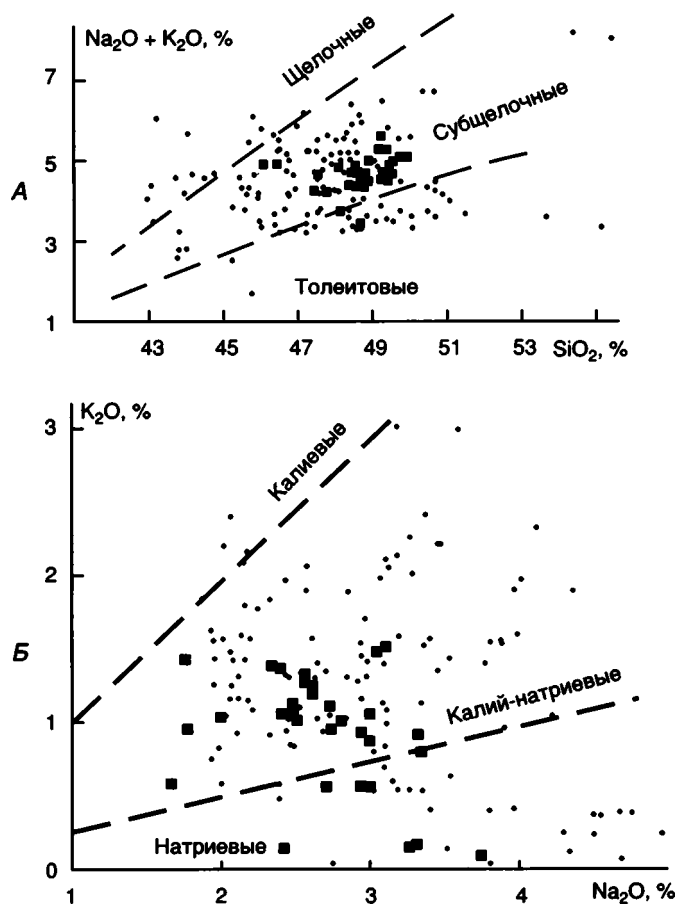 Na₂O + K₂O, %
Щелочные
7
Субщелочные
5
А
3
Толеитовые
1
43 45 47 49 51 53 SiO₂, %
K₂O, %
3
Калиевые
2
Б
Калий-натриевые
1
Натриевые
0
1 2 3 4 Na₂O, %